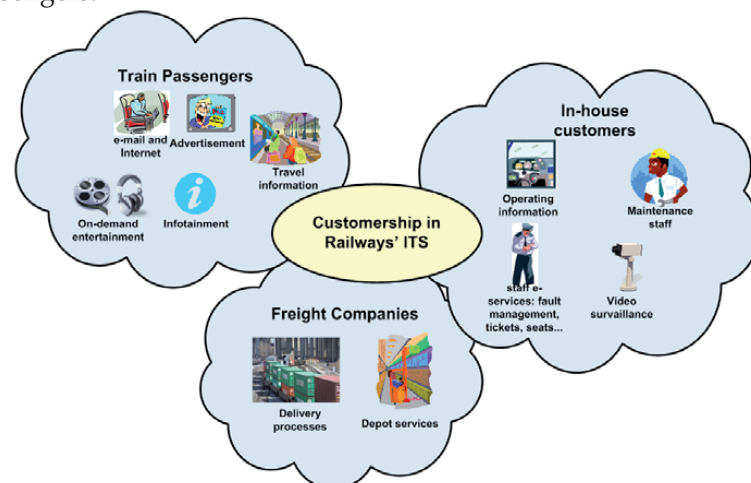 Train Passengers
e-mail and
Internet
Advertisement
Travel
information
On-demand
entertainment
Infotainment
In-house
customers
Operating
information
Maintenance
staff
staff e-
services: fault
management,
tickets, seats...
Video
survaillance
Customership in
Railways' ITS
Freight Companies
Delivery
processes
Depot services